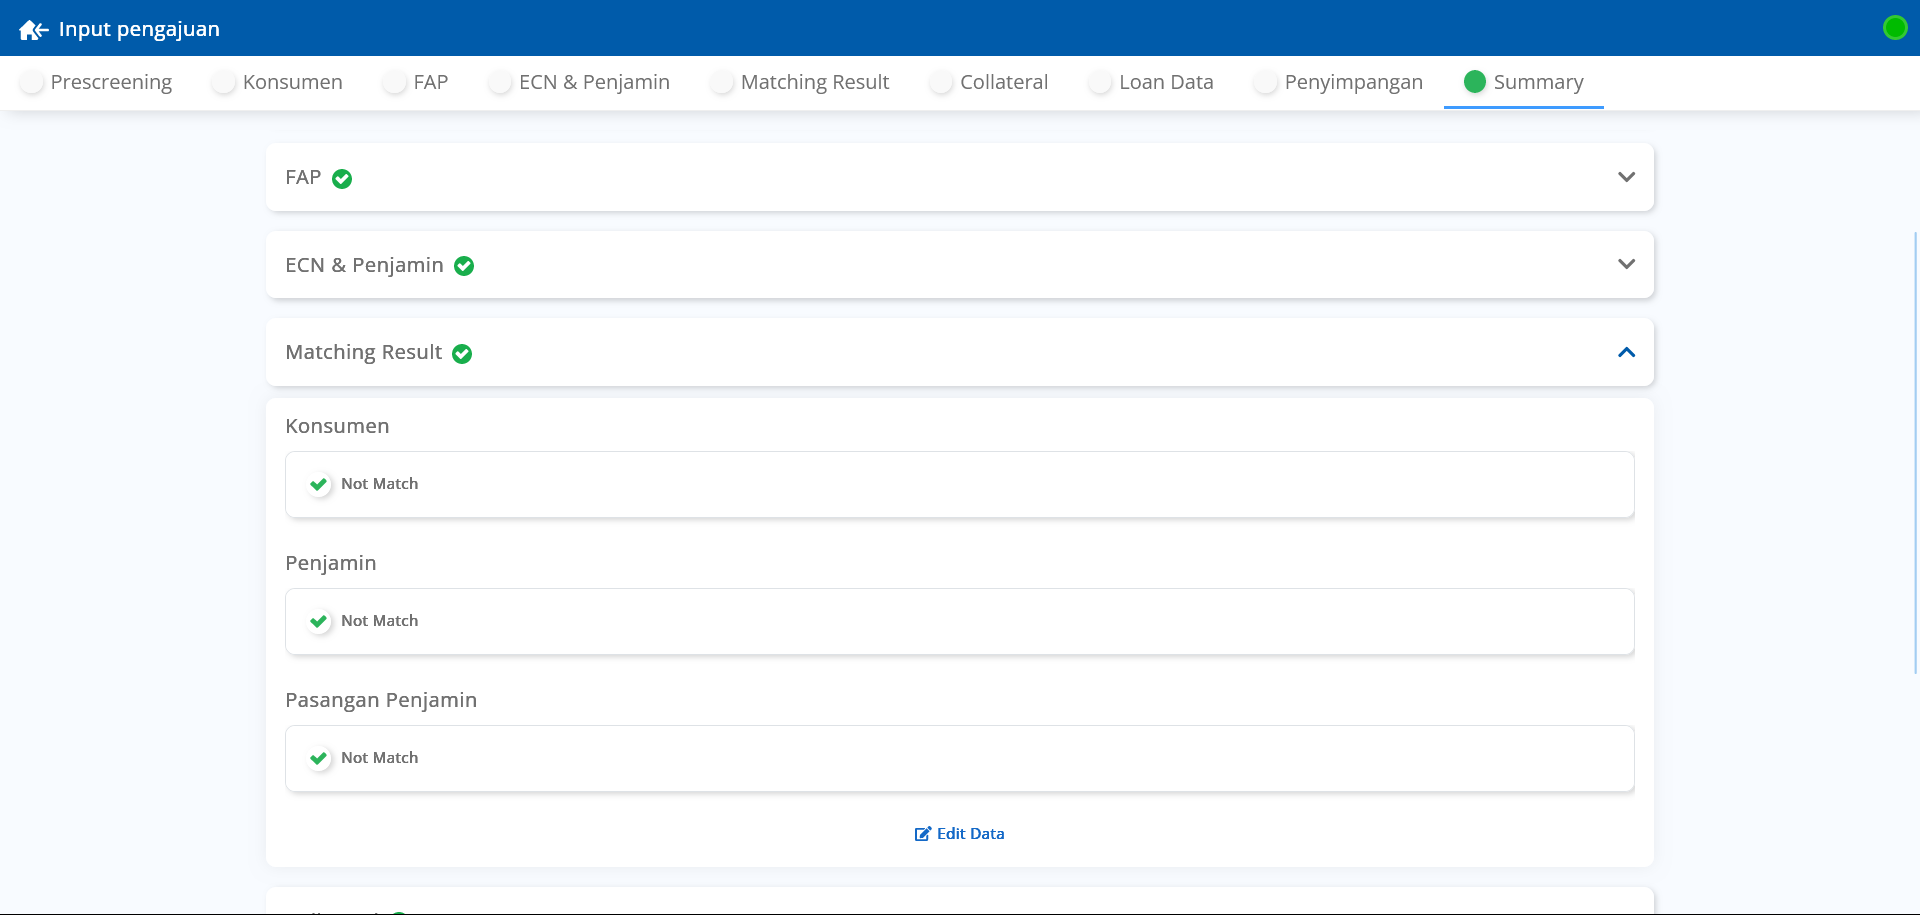 Input pengajuan
Prescreening Konsumen FAP ECN & Penjamin Matching Result Collateral Loan Data Penyimpangan Summary
FAP
ECN & Penjamin
Matching Result
Konsumen
Not Match
Penjamin
Not Match
Pasangan Penjamin
Not Match
Edit Data